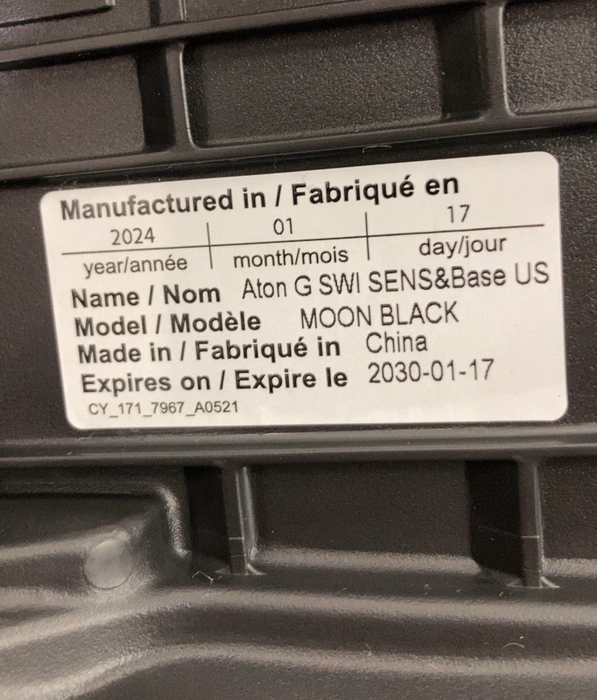 Manufactured in / Fabriqué en
2024 01 17
year/année month/mois day/jour
Name / Nom Aton G SWI SENS&Base US
Model / Modèle MOON BLACK
Made in / Fabriqué in China
Expires on / Expire le 2030-01-17
CY_171_7967_A0521